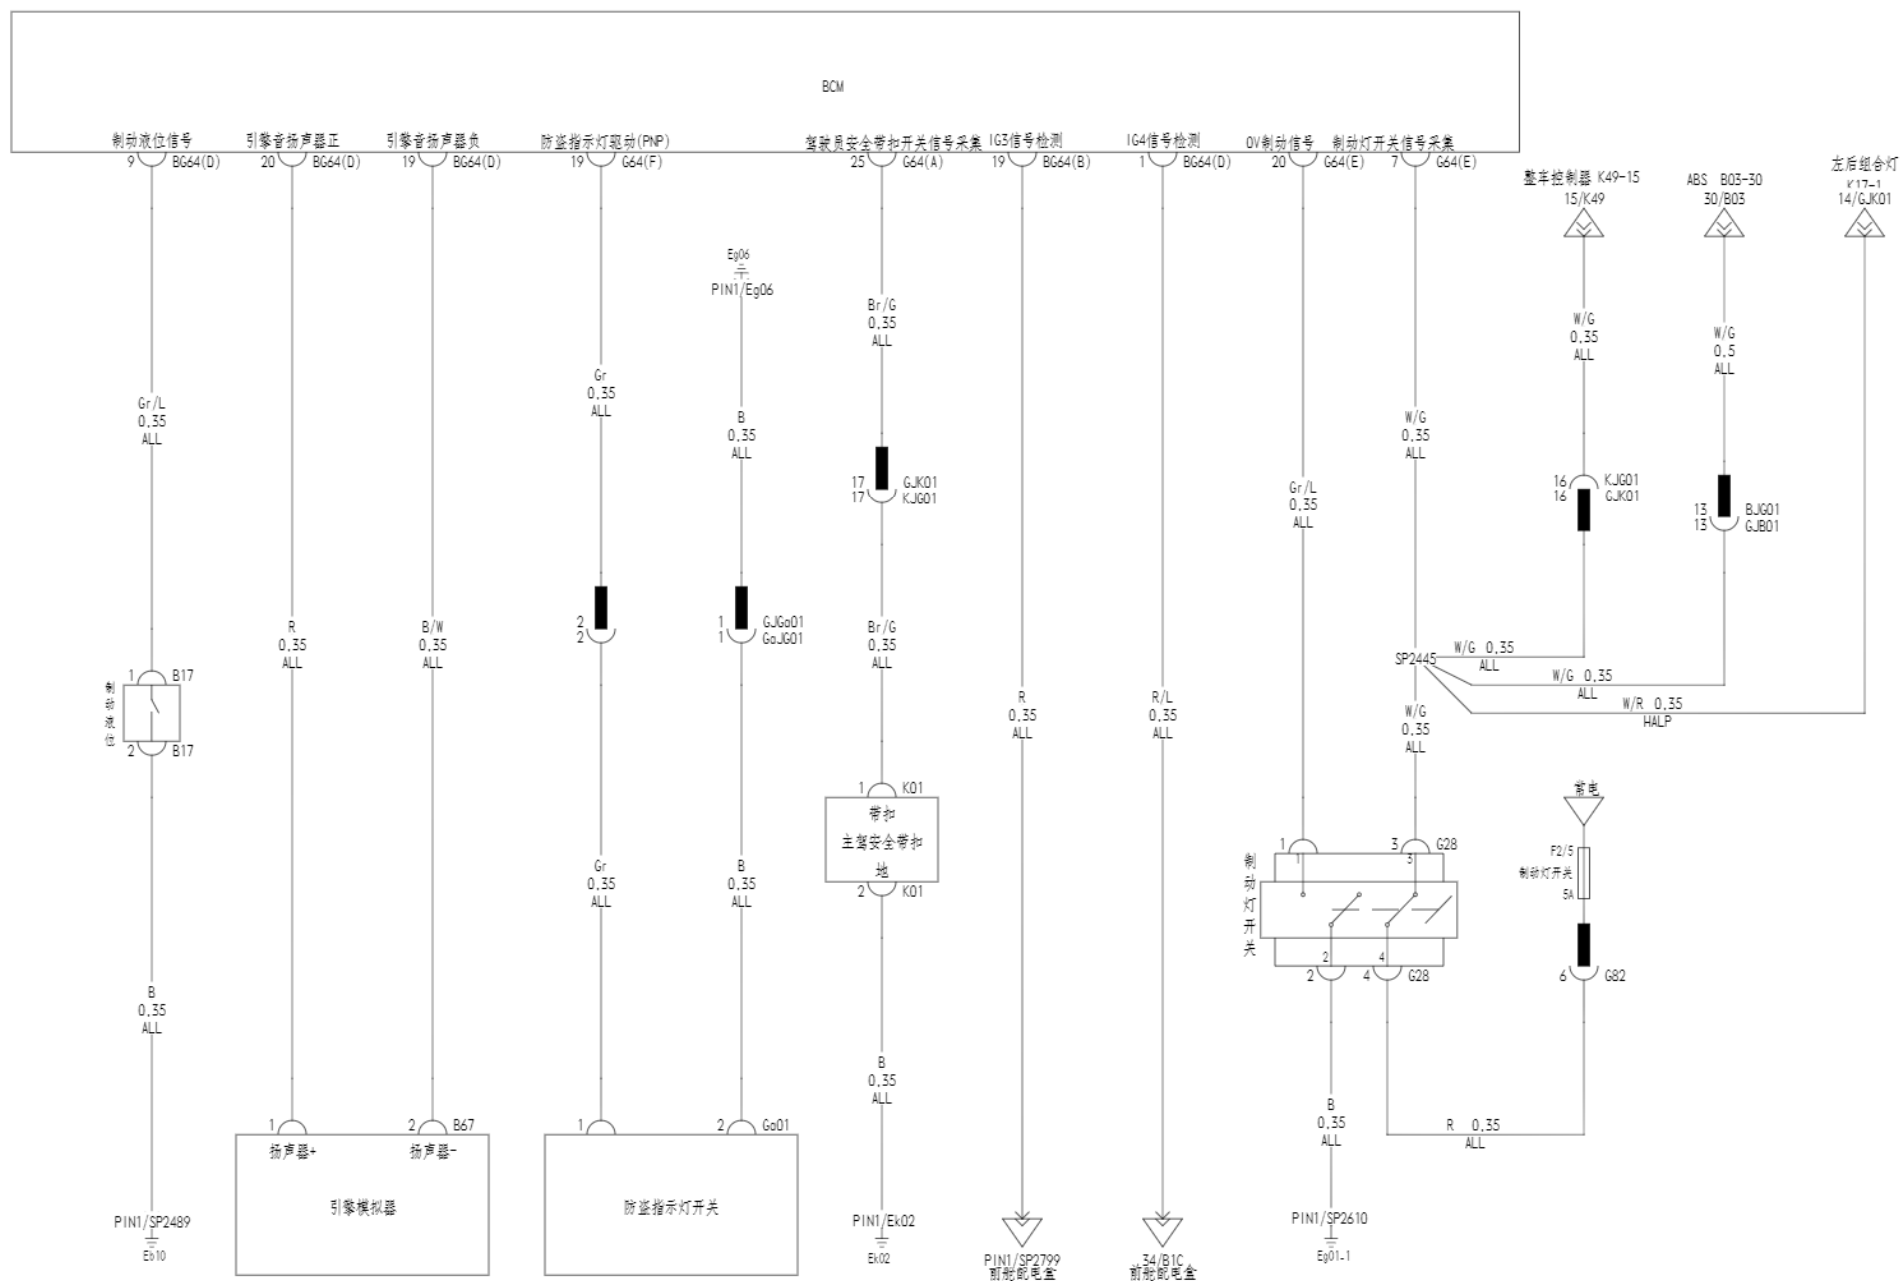 BCM
制动液位信号
引擎音扬声器正
引擎音扬声器负
防盗指示灯驱动(PNP)
驾驶员安全带扣开关信号采集
IG3信号检测
IG4信号检测
0V制动信号
制动灯开关信号采集
9 BG64(D)
20 BG64(D)
19 BG64(D)
19 G64(F)
25 G64(A)
19 BG64(B)
1 BG64(D)
20 G64(E)
7 G64(E)
整车控制器 K49-15
15/K49
ABS B03-30
30/B03
左后组合灯
K17-1
14/GJK01
Eg06
PIN1/Eg06
Br/G
0,35
ALL
W/G
0,35
ALL
W/G
0,5
ALL
Gr
0,35
ALL
Gr/L
0,35
ALL
B
0,35
ALL
W/G
0,35
ALL
17 GJK01
17 KJG01
16 KJG01
16 GJK01
Gr/L
0,35
ALL
13 BJG01
13 GJB01
R
0,35
ALL
B/W
0,35
ALL
2
2
1 GJGa01
1 GaJG01
Br/G
0,35
ALL
SP2445
W/G 0,35
ALL
W/G 0,35
ALL
W/R 0,35
HALP
1 B17
制动液位
2 B17
R
0,35
ALL
R/L
0,35
ALL
W/G
0,35
ALL
1 K01
带扣
主驾安全带扣
地
2 K01
常电
F2/5
制动灯开关
5A
6 G82
Gr
0,35
ALL
B
0,35
ALL
1
3 G28
1
3
制动灯开关
2
4
2
4 G28
B
0,35
ALL
B
0,35
ALL
B
0,35
ALL
R 0,35
ALL
1
2 B67
扬声器+
扬声器-
引擎模拟器
1
2 Ga01
防盗指示灯开关
PIN1/SP2489
Eb10
PIN1/Ek02
Ek02
PIN1/SP2799
前舱配电盒
34/B1C
前舱配电盒
PIN1/SP2610
Eg01-1